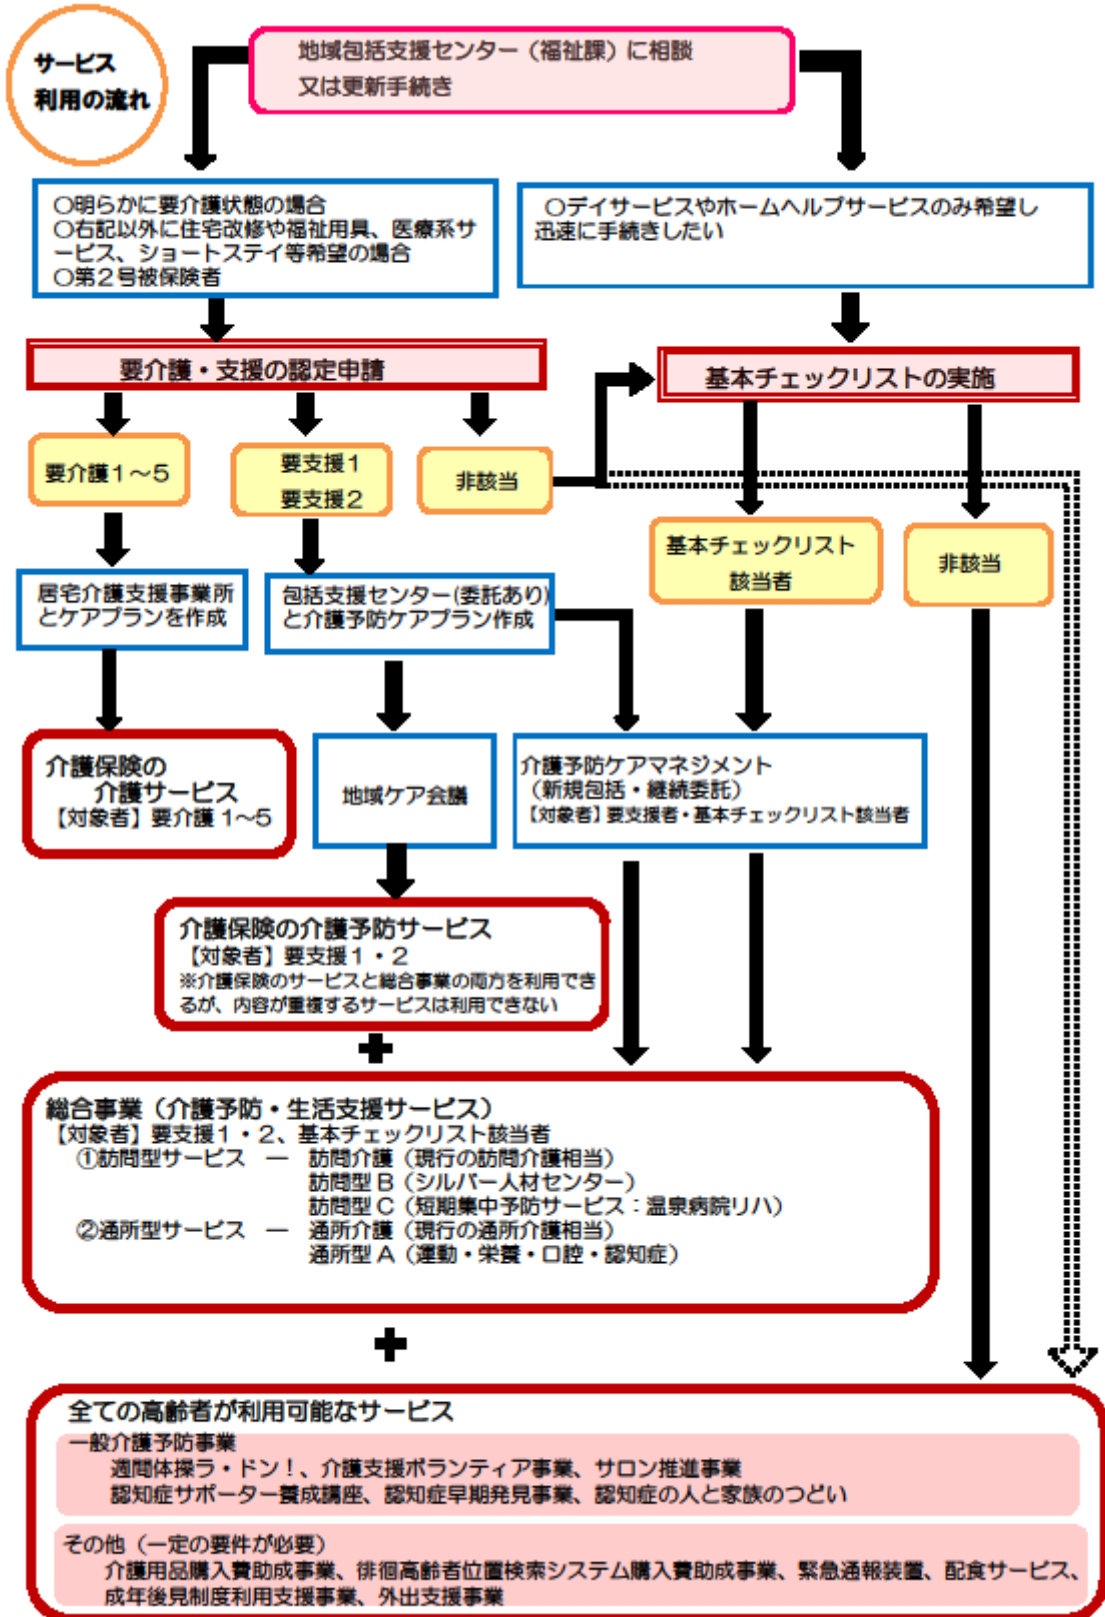 サービス
利用の流れ
地域包括支援センター（福祉課）に相談
又は更新手続き
○明らかに要介護状態の場合
○右記以外に住宅改修や福祉用具、医療系サ
ービス、ショートステイ等希望の場合
○第２号被保険者
○デイサービスやホームヘルプサービスのみ希望し
迅速に手続きしたい
要介護・支援の認定申請
基本チェックリストの実施
要介護１～５
要支援１
要支援２
非該当
基本チェックリスト
該当者
非該当
居宅介護支援事業所
とケアプランを作成
包括支援センター(委託あり)
と介護予防ケアプラン作成
介護保険の
介護サービス
【対象者】要介護 1～5
地域ケア会議
介護予防ケアマネジメント
（新規包括・継続委託）
【対象者】要支援者・基本チェックリスト該当者
介護保険の介護予防サービス
【対象者】要支援１・２
※介護保険のサービスと総合事業の両方を利用でき
るが、内容が重複するサービスは利用できない
総合事業（介護予防・生活支援サービス）
【対象者】要支援１・２、基本チェックリスト該当者
①訪問型サービス ― 訪問介護（現行の訪問介護相当）
訪問型Ｂ（シルバー人材センター）
訪問型Ｃ（短期集中予防サービス：温泉病院リハ）
②通所型サービス ― 通所介護（現行の通所介護相当）
通所型Ａ（運動・栄養・口腔・認知症）
全ての高齢者が利用可能なサービス
一般介護予防事業
週間体操ラ・ドン！、介護支援ボランティア事業、サロン推進事業
認知症サポーター養成講座、認知症早期発見事業、認知症の人と家族のつどい
その他（一定の要件が必要）
介護用品購入費助成事業、徘徊高齢者位置検索システム購入費助成事業、緊急通報装置、配食サービス、
成年後見制度利用支援事業、外出支援事業